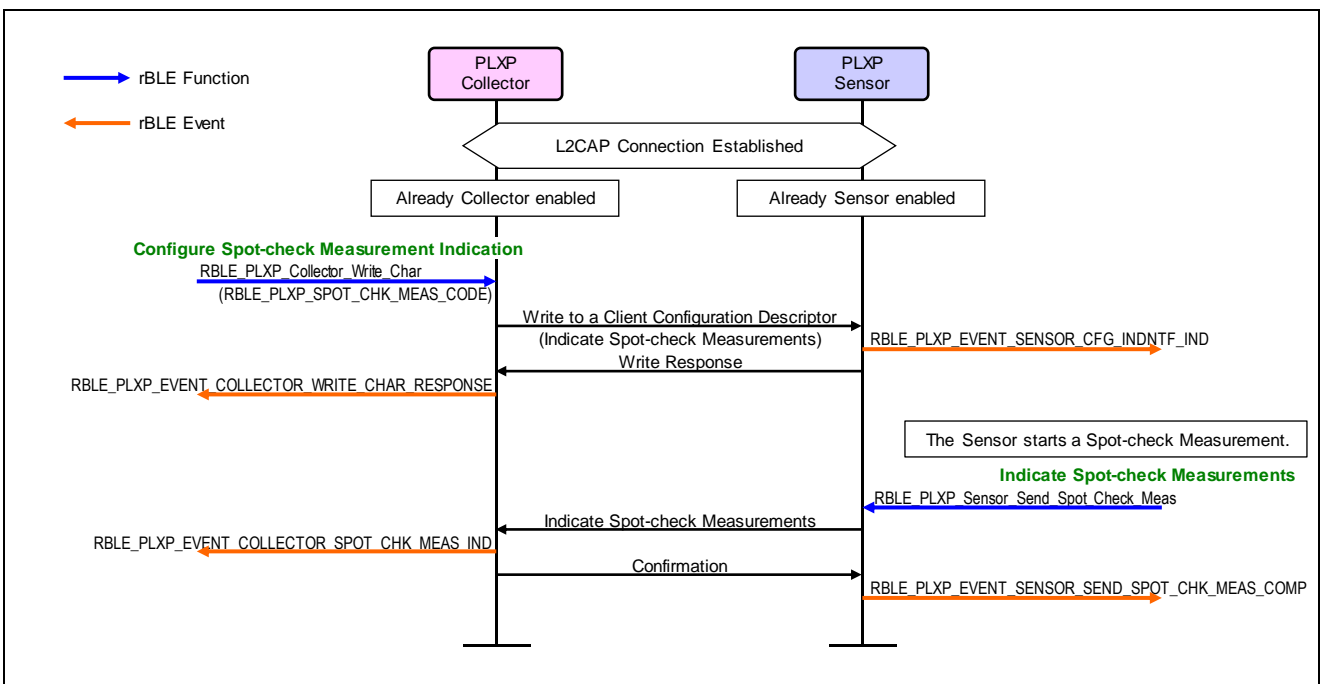 PLXP
Collector
PLXP
Sensor
rBLE Function
rBLE Event
L2CAP Connection Established
Already Collector enabled
Already Sensor enabled
Configure Spot-check Measurement Indication
RBLE_PLXP_Collector_Write_Char
(RBLE_PLXP_SPOT_CHK_MEAS_CODE)
Write to a Client Configuration Descriptor
(Indicate Spot-check Measurements)
RBLE_PLXP_EVENT_SENSOR_CFG_INDNTF_IND
Write Response
RBLE_PLXP_EVENT_COLLECTOR_WRITE_CHAR_RESPONSE
The Sensor starts a Spot-check Measurement.
Indicate Spot-check Measurements
RBLE_PLXP_Sensor_Send_Spot_Check_Meas
Indicate Spot-check Measurements
RBLE_PLXP_EVENT_COLLECTOR_SPOT_CHK_MEAS_IND
Confirmation
RBLE_PLXP_EVENT_SENSOR_SEND_SPOT_CHK_MEAS_COMP